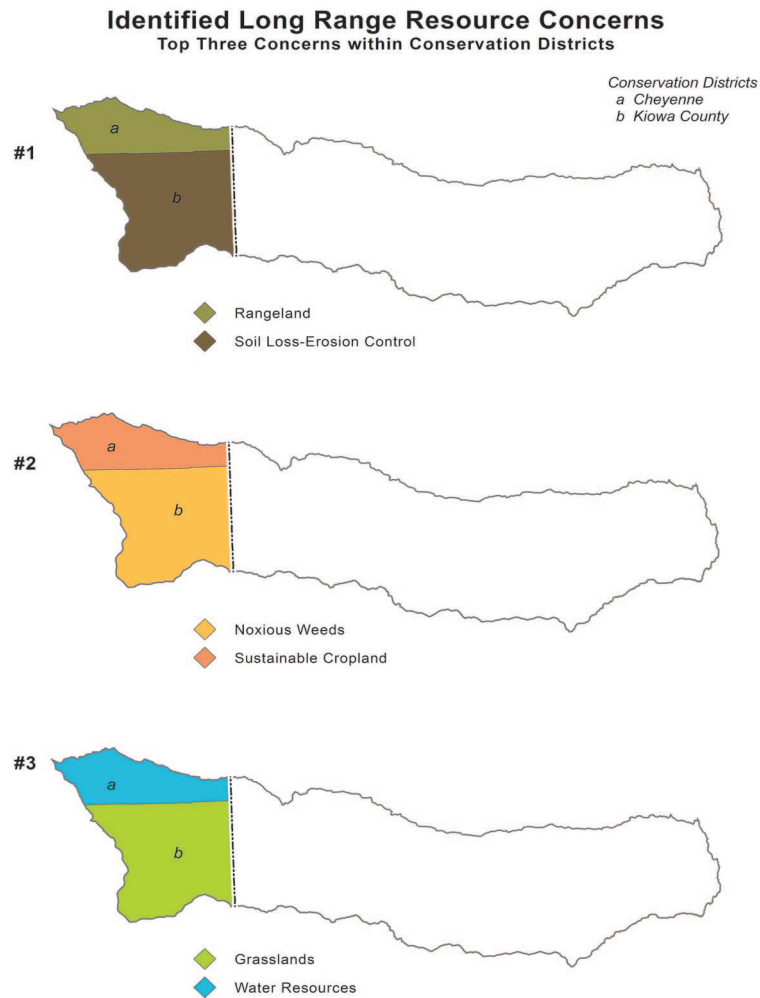 Identified Long Range Resource Concerns
Top Three Concerns within Conservation Districts
Conservation Districts
a Cheyenne
b Kiowa County
#1
a
b
Rangeland
Soil Loss-Erosion Control
#2
a
b
Noxious Weeds
Sustainable Cropland
#3
a
b
Grasslands
Water Resources